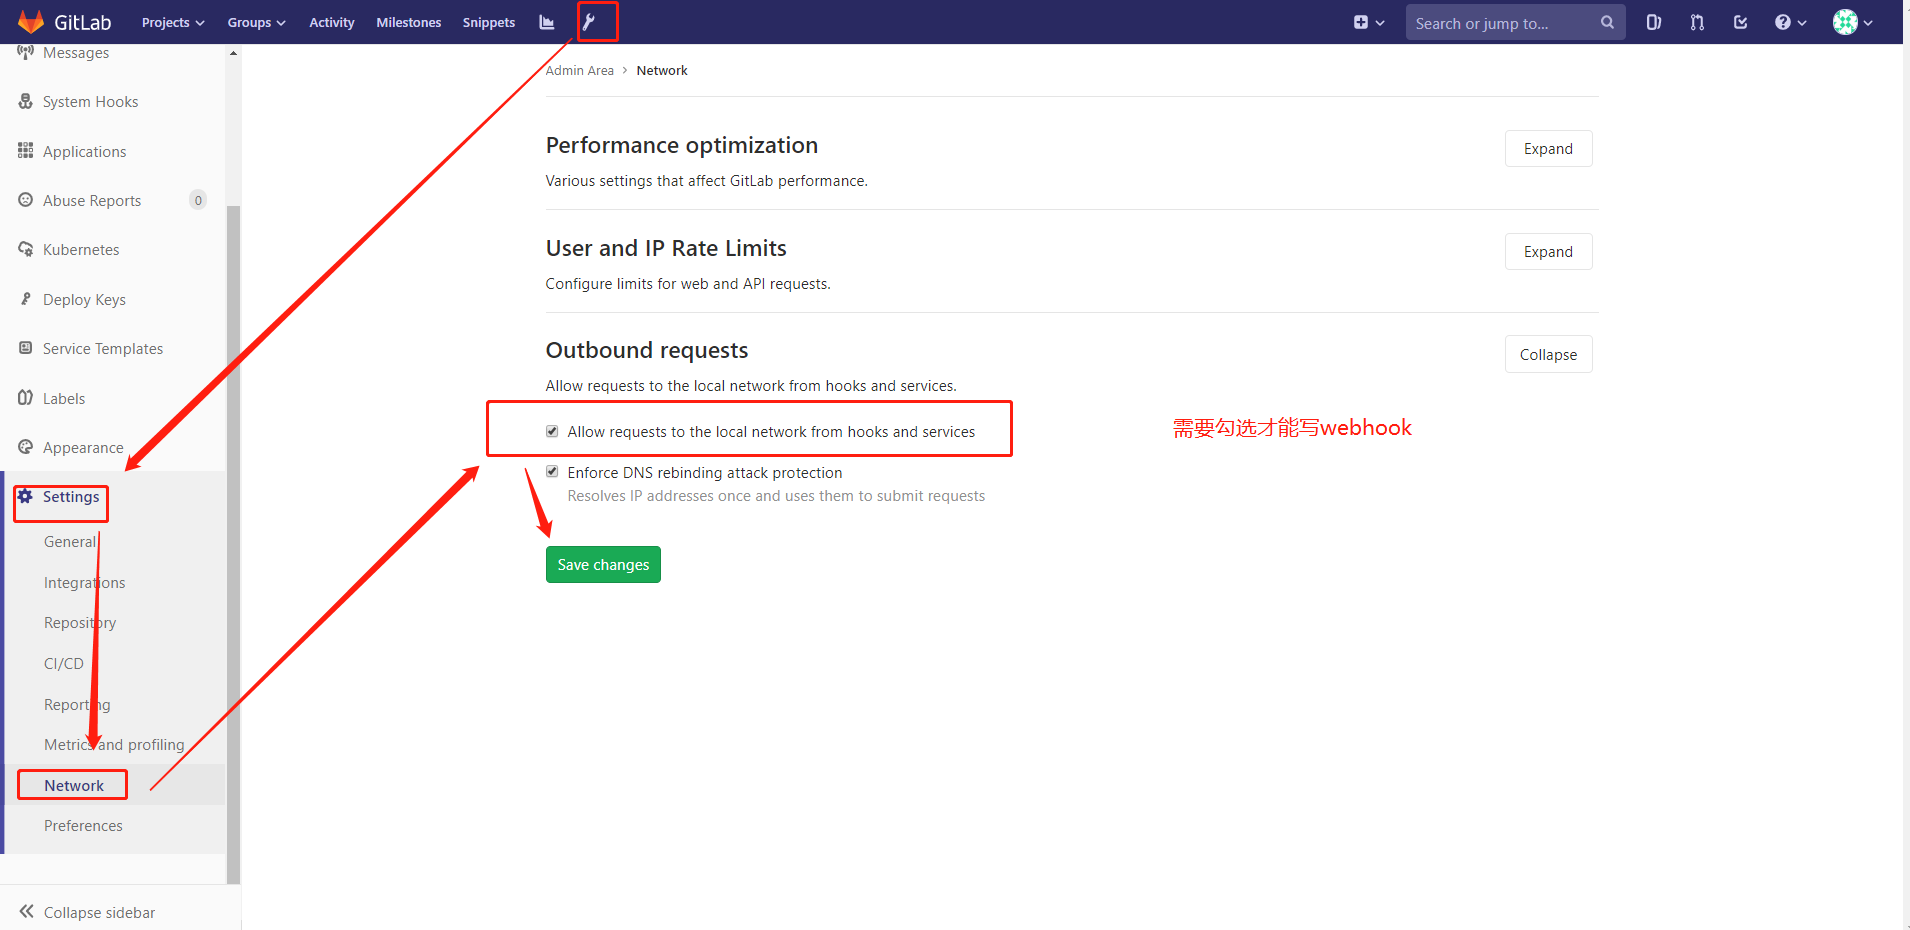 GitLab Projects Groups Activity Milestones Snippets Search or jump to...
Messages
System Hooks
Applications
Abuse Reports 0
Kubernetes
Deploy Keys
Service Templates
Labels
Appearance
Settings
General
Integrations
Repository
CI/CD
Reporting
Metrics and profiling
Network
Preferences
Collapse sidebar
Admin Area > Network
Performance optimization
Expand
Various settings that affect GitLab performance.
User and IP Rate Limits
Expand
Configure limits for web and API requests.
Outbound requests
Collapse
Allow requests to the local network from hooks and services.
Allow requests to the local network from hooks and services
需要勾选才能写webhook
Enforce DNS rebinding attack protection
Resolves IP addresses once and uses them to submit requests
Save changes